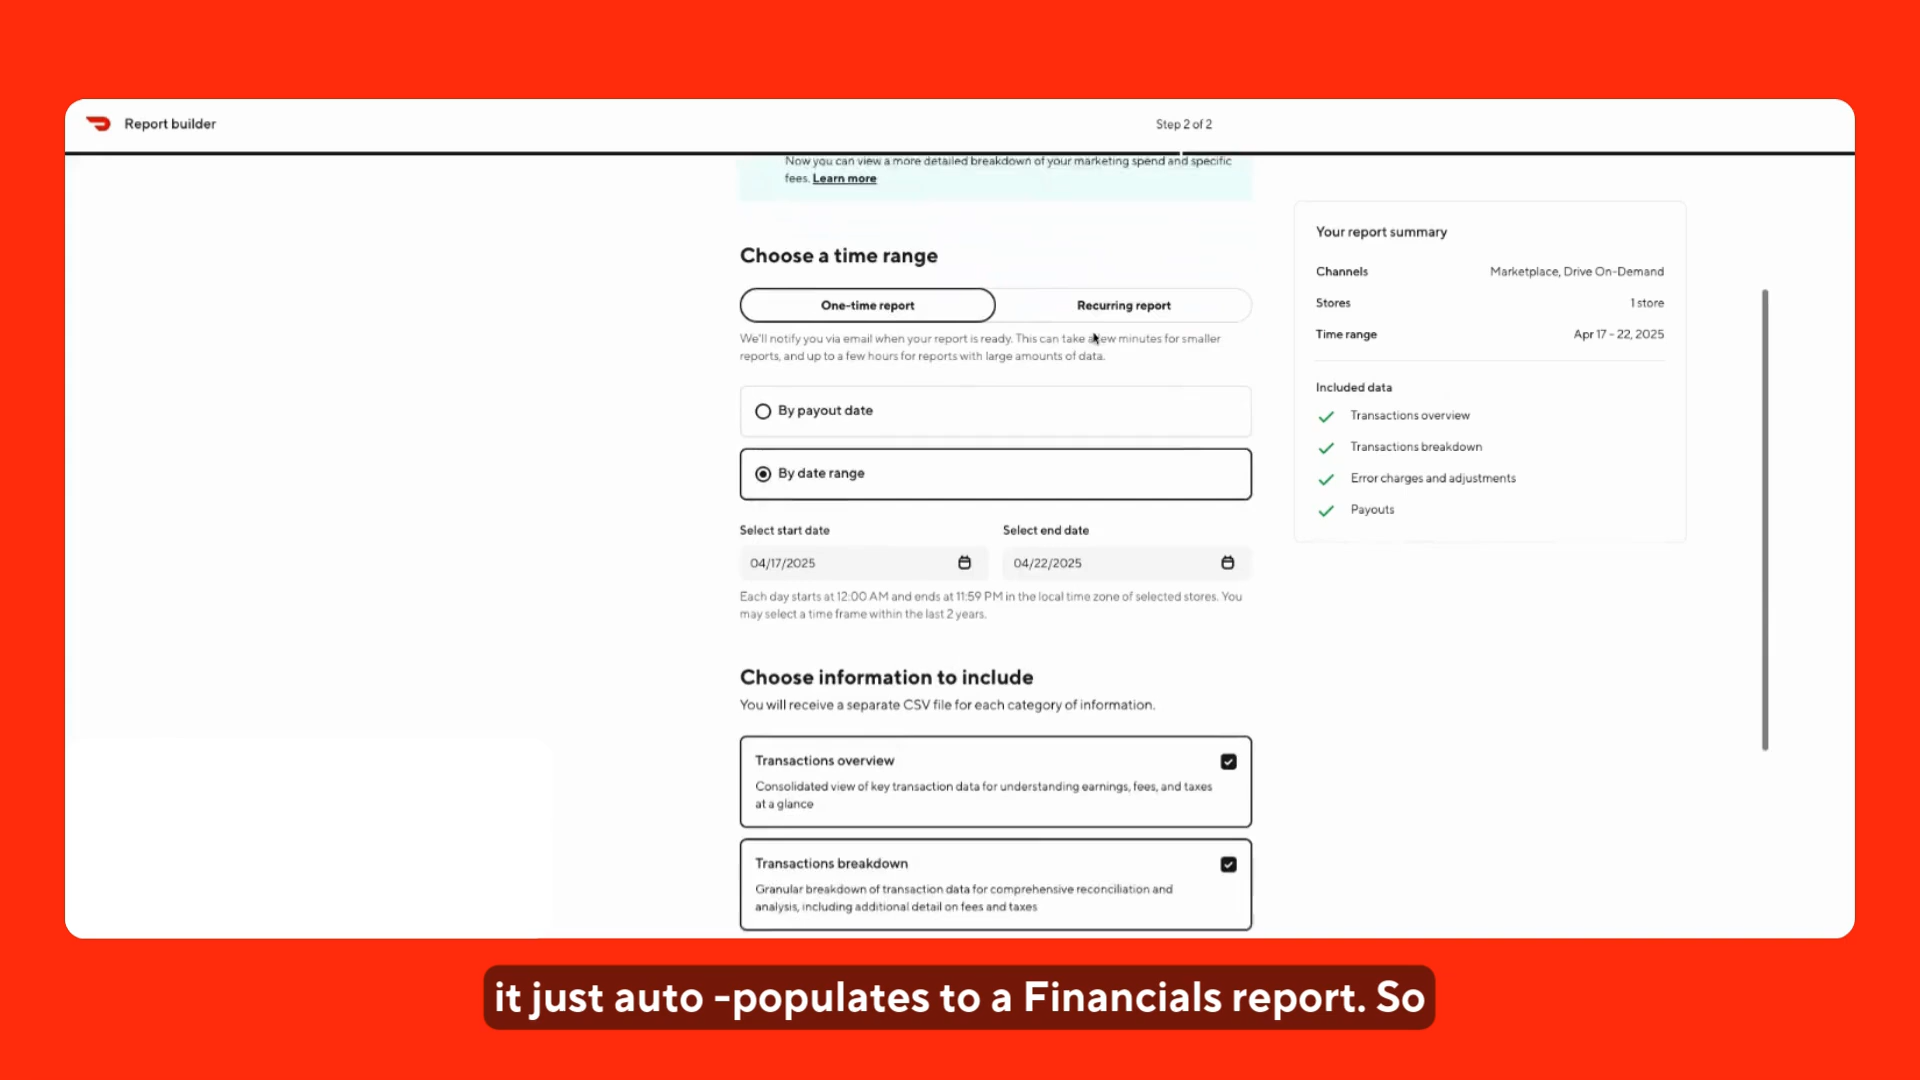 Report builder
Step 2 of 2
Now you can view a more detailed breakdown of your marketing spend and specific
fees. Learn more
Choose a time range
One-time report
Recurring report
We'll notify you via email when your report is ready. This can take a few minutes for smaller
reports, and up to a few hours for reports with large amounts of data.
By payout date
By date range
Select start date
Select end date
04/17/2025
04/22/2025
Each day starts at 12:00 AM and ends at 11:59 PM in the local time zone of selected stores. You
may select a time frame within the last 2 years.
Choose information to include
You will receive a separate CSV file for each category of information.
Transactions overview
Consolidated view of key transaction data for understanding earnings, fees, and taxes
at a glance
Transactions breakdown
Granular breakdown of transaction data for comprehensive reconciliation and
analysis, including additional detail on fees and taxes
Your report summary
Channels
Marketplace, Drive On-Demand
Stores
1 store
Time range
Apr 17 – 22, 2025
Included data
Transactions overview
Transactions breakdown
Error charges and adjustments
Payouts
it just auto -populates to a Financials report. So